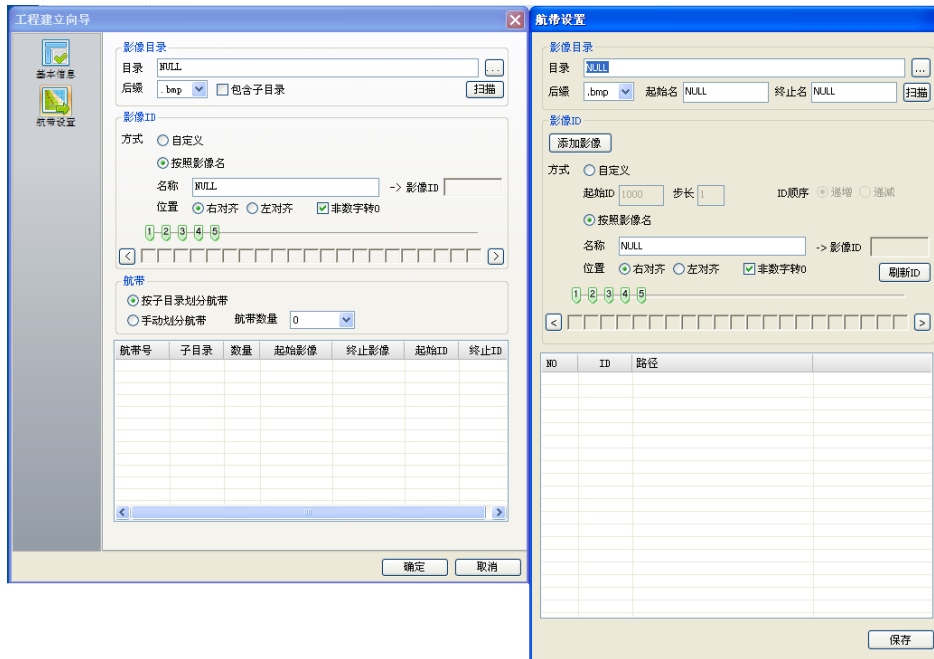 工程建立向导
基本信息
航带设置
影像目录
目录 NULL ...
后缀 .bmp 包含子目录 扫描
影像ID
方式 自定义
按照影像名
名称 NULL -> 影像ID
位置 右对齐 左对齐 非数字转0
1 2 3 4 5
< >
航带
按子目录划分航带
手动划分航带 航带数量 0
航带号 子目录 数量 起始影像 终止影像 起始ID 终止ID
确定 取消
航带设置
影像目录
目录 NULL ...
后缀 .bmp 起始名 NULL 终止名 NULL 扫描
影像ID
添加影像
方式 自定义
起始ID 1000 步长 1 ID顺序 递增 递减
按照影像名
名称 NULL -> 影像ID
位置 右对齐 左对齐 非数字转0 刷新ID
1 2 3 4 5
< >
NO ID 路径
保存